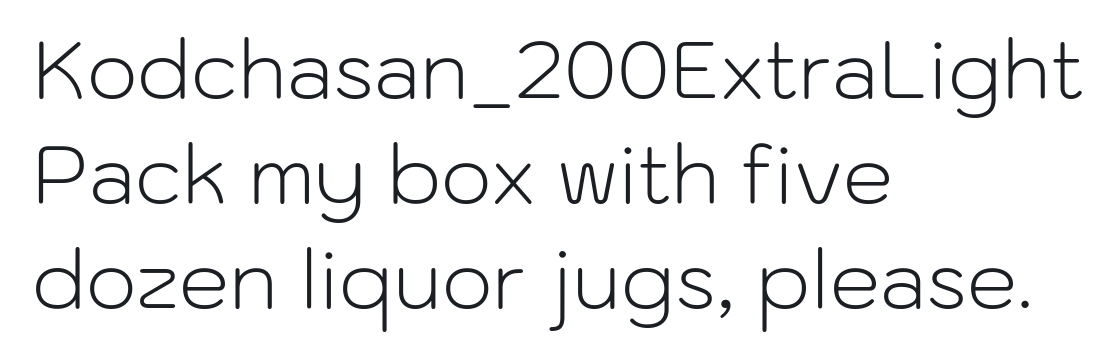 Kodchasan_200ExtraLight
Pack my box with five
dozen liquor jugs, please.